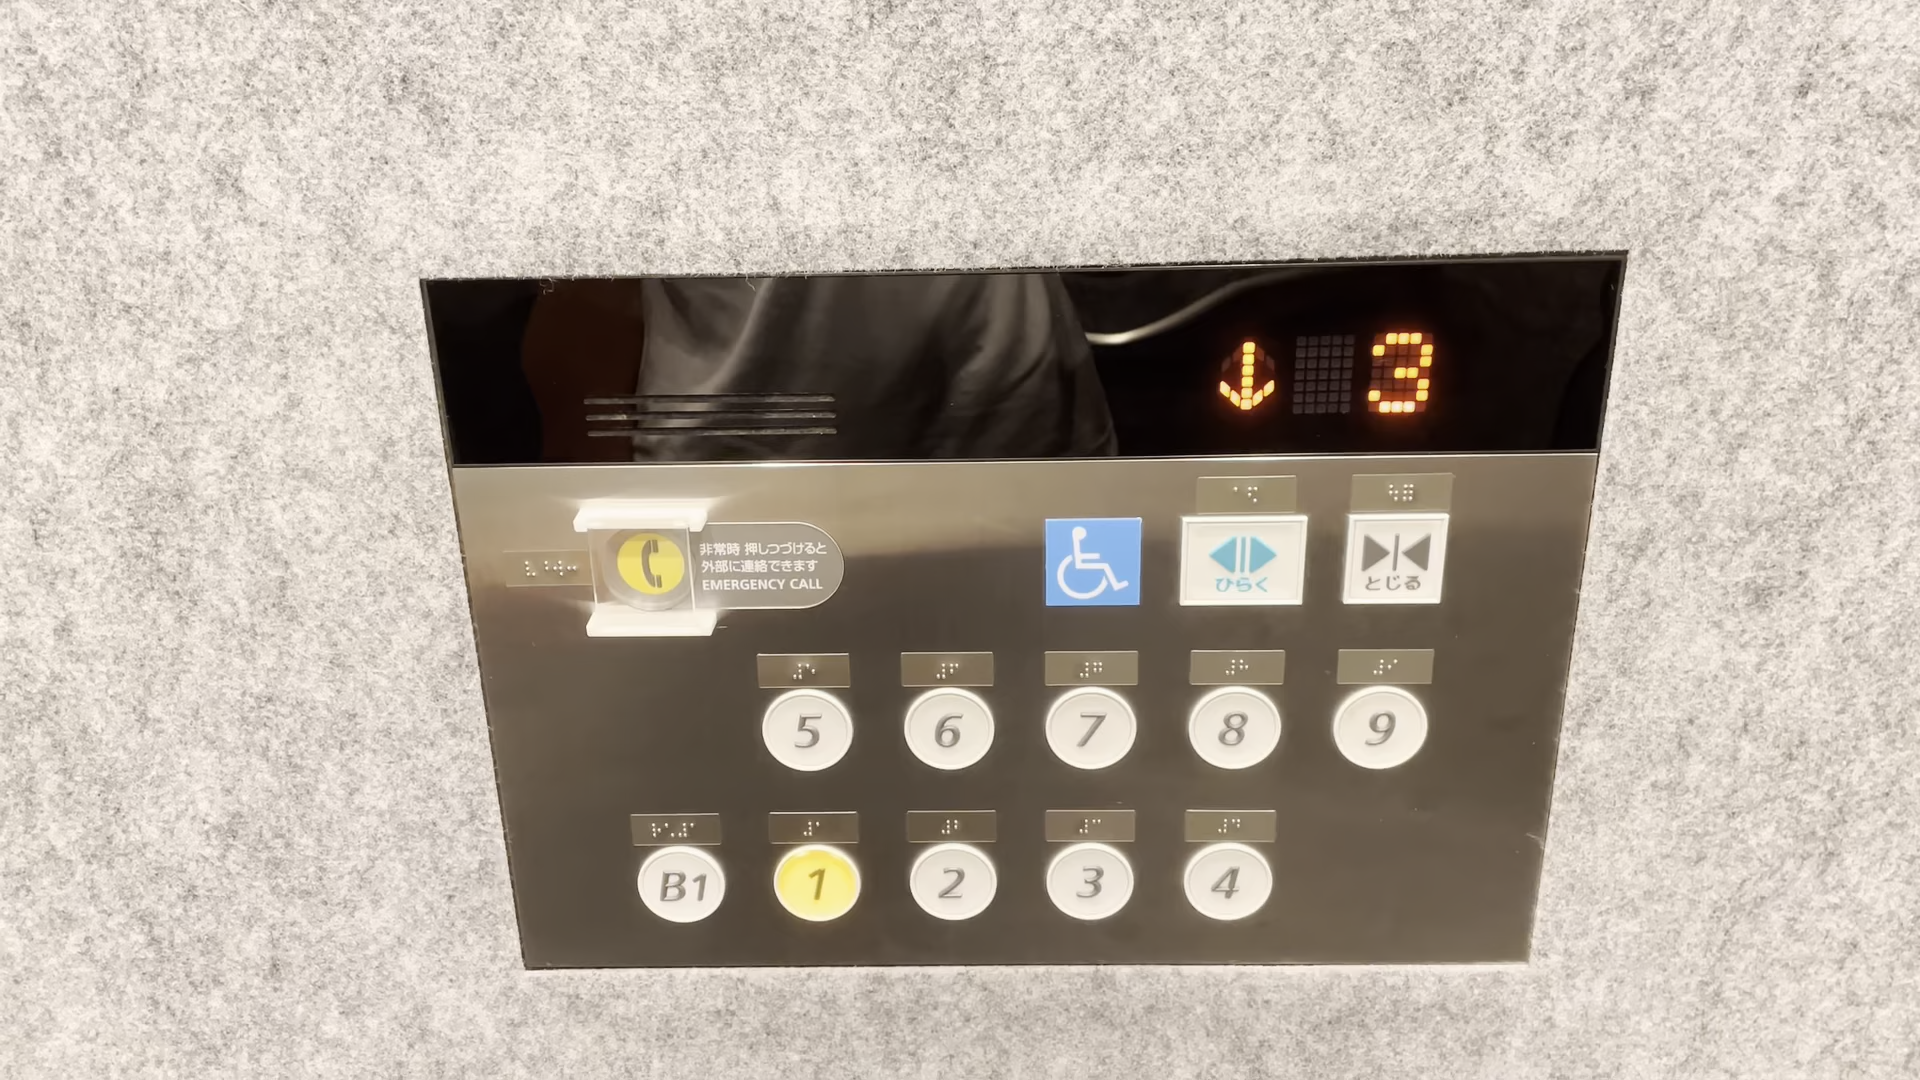 3
非常時 押しつづけると
外部に連絡できます
EMERGENCY CALL
ひらく
とじる
5 6 7 8 9
B1 1 2 3 4